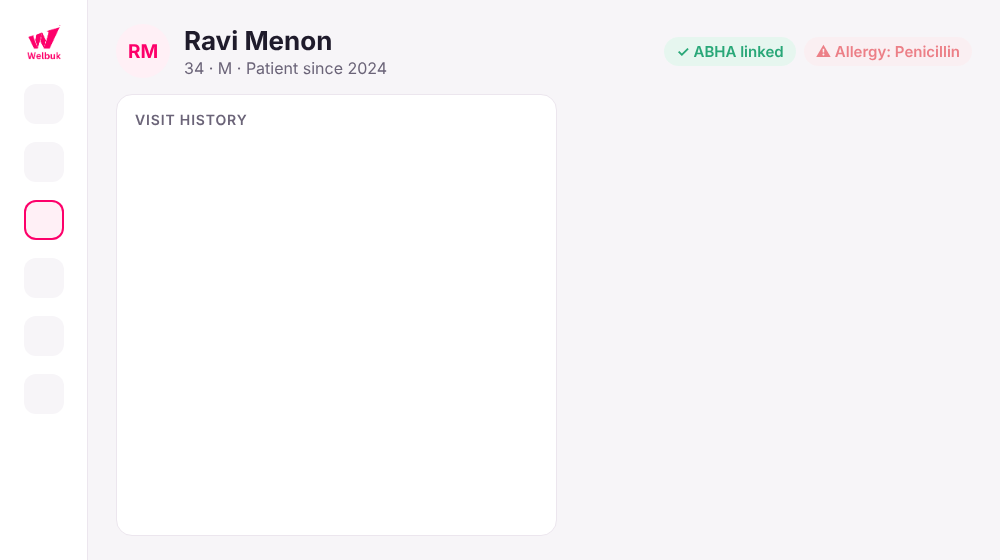 Welbuk
RM
Ravi Menon
34 · M · Patient since 2024
✓ ABHA linked
⚠ Allergy: Penicillin
VISIT HISTORY